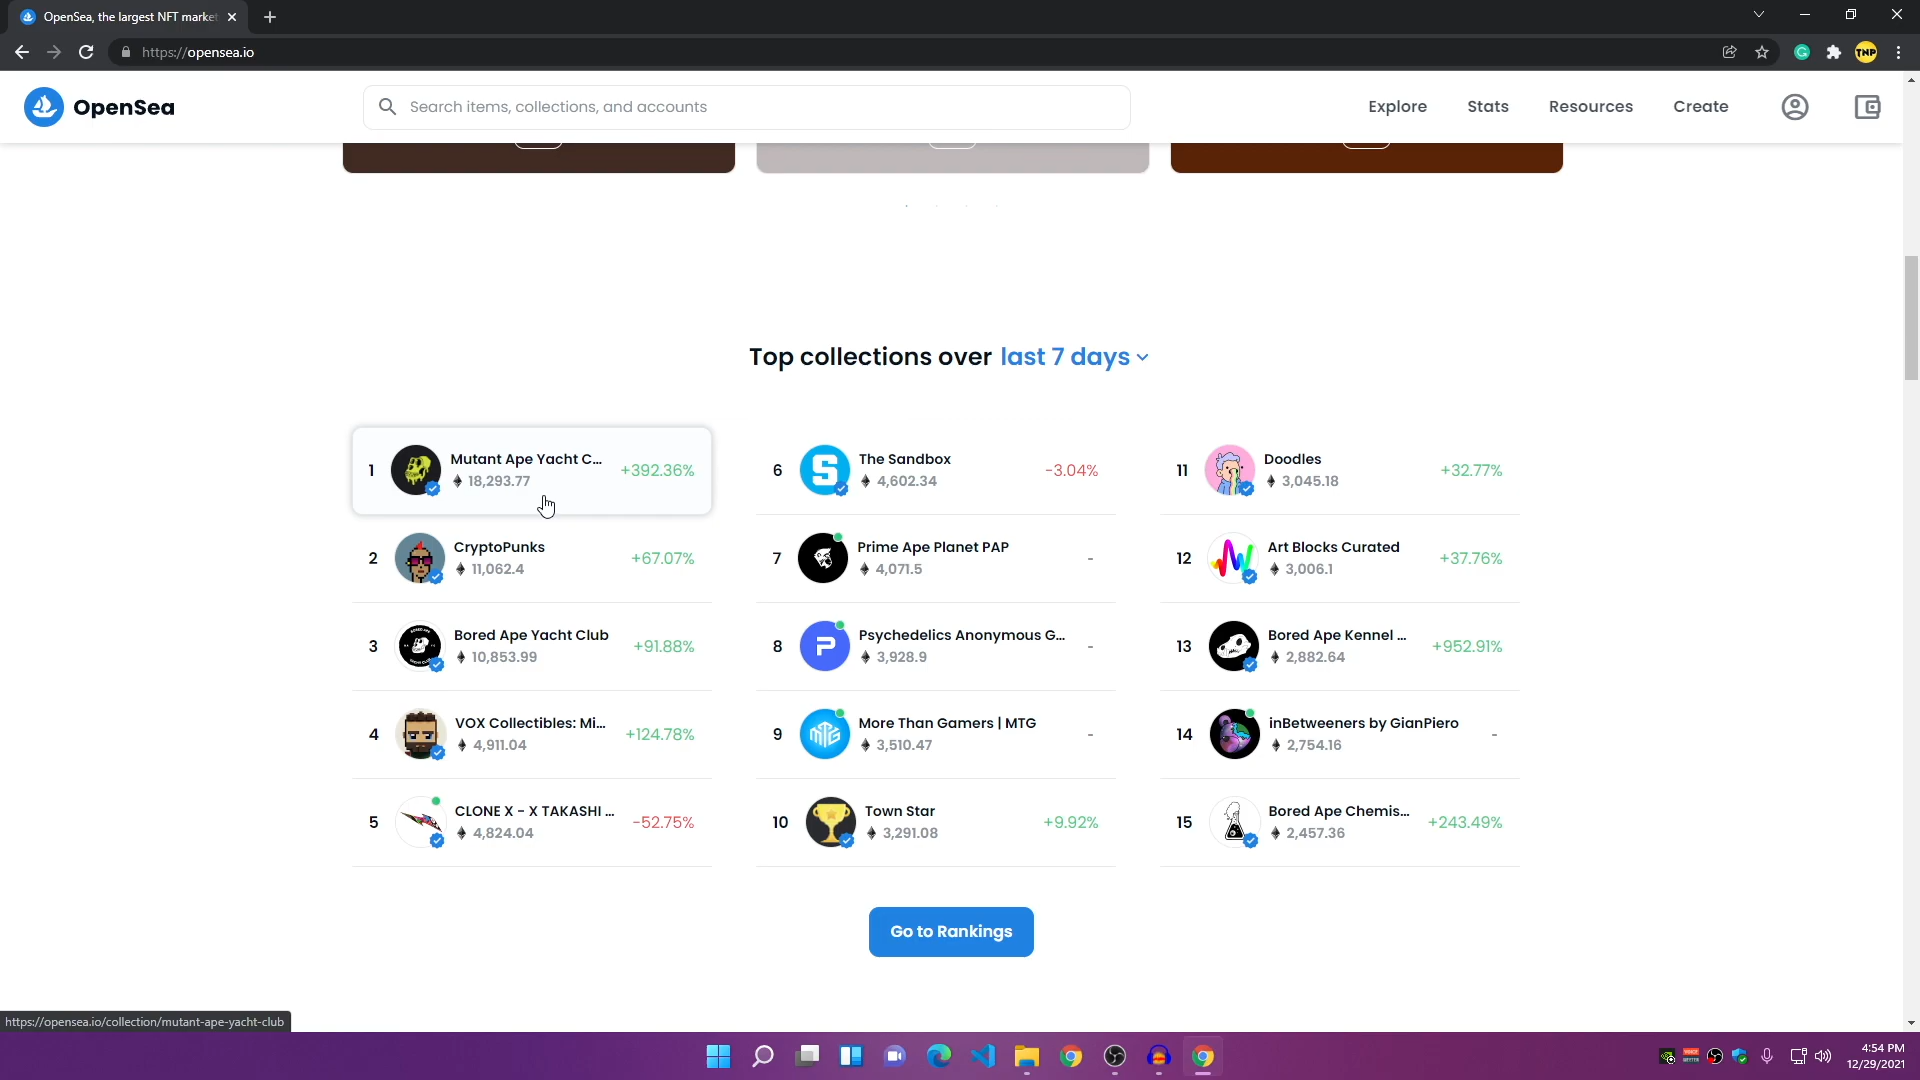 OpenSea, the largest NFT market
https://opensea.io
TNP
OpenSea
Search items, collections, and accounts
Explore
Stats
Resources
Create
Top collections over last 7 days
1
Mutant Ape Yacht C...
18,293.77
+392.36%
2
CryptoPunks
11,062.4
+67.07%
3
Bored Ape Yacht Club
10,853.99
+91.88%
4
VOX Collectibles: Mi...
4,911.04
+124.78%
5
CLONE X - X TAKASHI ...
4,824.04
-52.75%
6
The Sandbox
4,602.34
-3.04%
7
Prime Ape Planet PAP
4,071.5
-
8
Psychedelics Anonymous G...
3,928.9
-
9
More Than Gamers | MTG
3,510.47
-
10
Town Star
3,291.08
+9.92%
11
Doodles
3,045.18
+32.77%
12
Art Blocks Curated
3,006.1
+37.76%
13
Bored Ape Kennel ...
2,882.64
+952.91%
14
inBetweeners by GianPiero
2,754.16
-
15
Bored Ape Chemis...
2,457.36
+243.49%
Go to Rankings
https://opensea.io/collection/mutant-ape-yacht-club
4:54 PM
12/29/2021